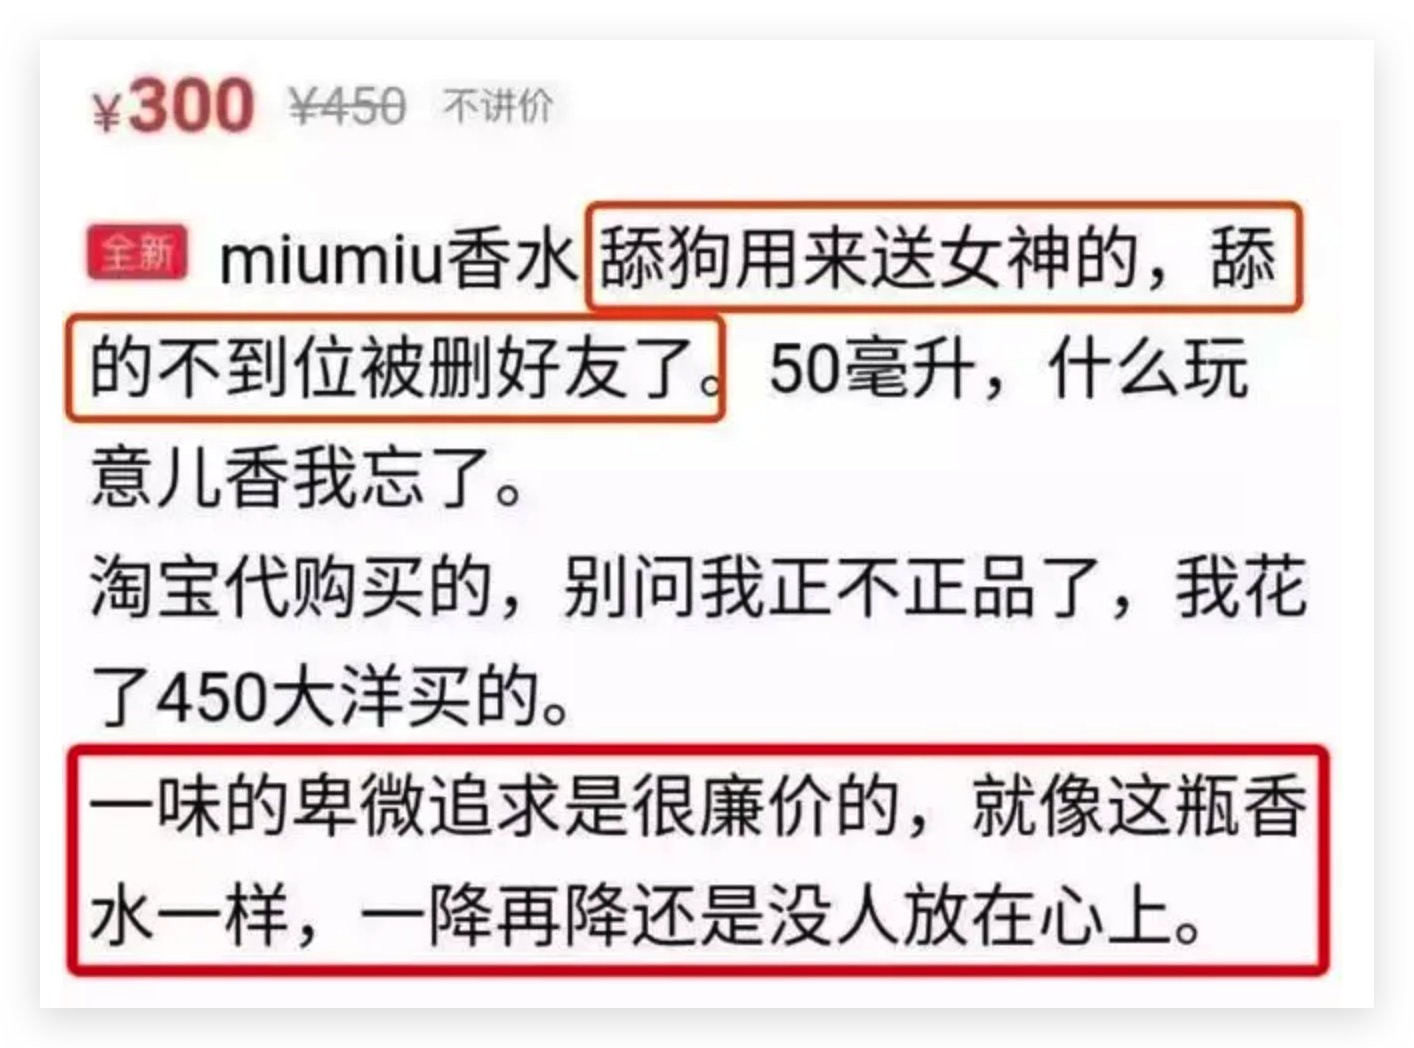 ¥300 ¥450 不讲价
全新 miumiu香水 舔狗用来送女神的，舔
的不到位被删好友了。50毫升，什么玩
意儿香我忘了。
淘宝代购买的，别问我正不正品了，我花
了450大洋买的。
一味的卑微追求是很廉价的，就像这瓶香
水一样，一降再降还是没人放在心上。